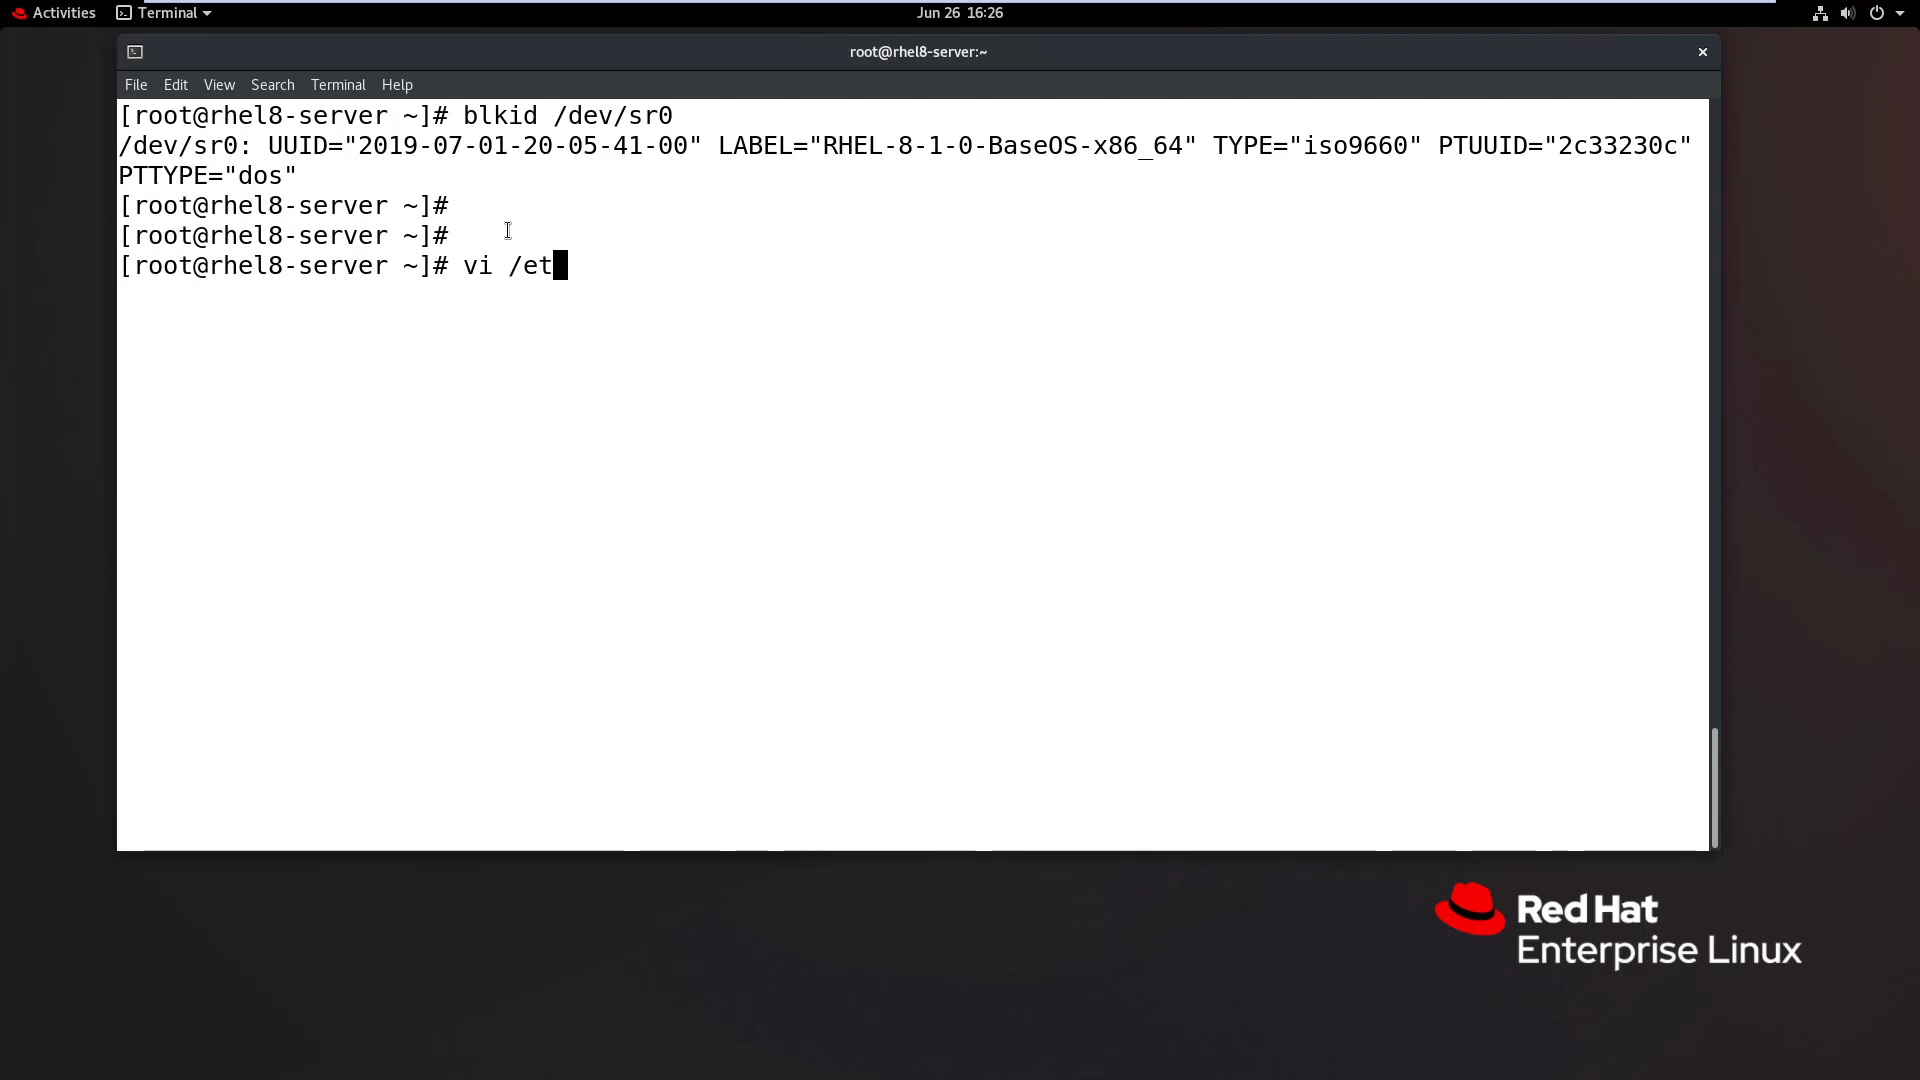 Activities Terminal Jun 26 16:26
root@rhel8-server:~
File Edit View Search Terminal Help
[root@rhel8-server ~]# blkid /dev/sr0
/dev/sr0: UUID="2019-07-01-20-05-41-00" LABEL="RHEL-8-1-0-BaseOS-x86_64" TYPE="iso9660" PTUUID="2c33230c"
PTTYPE="dos"
[root@rhel8-server ~]#
[root@rhel8-server ~]#
[root@rhel8-server ~]# vi /et
Red Hat
Enterprise Linux